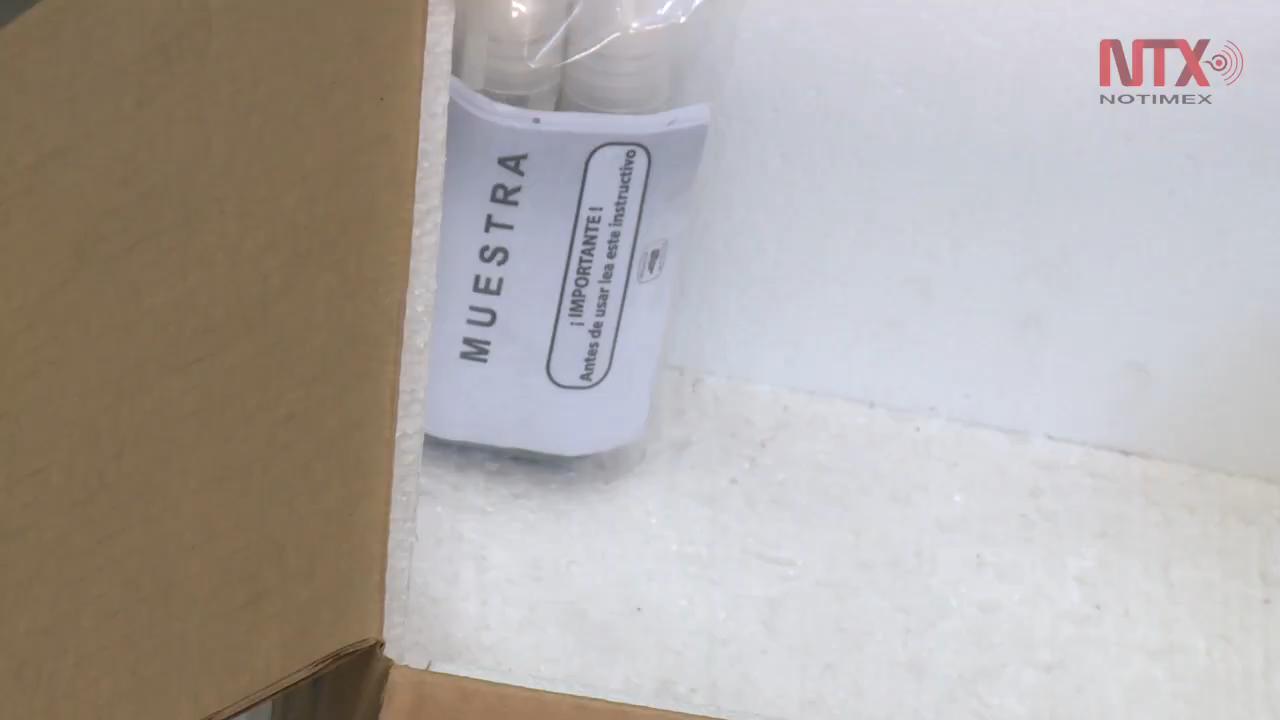 NTX
NOTIMEX
MUESTRA
¡IMPORTANTE!
Antes de usar lea este instructivo